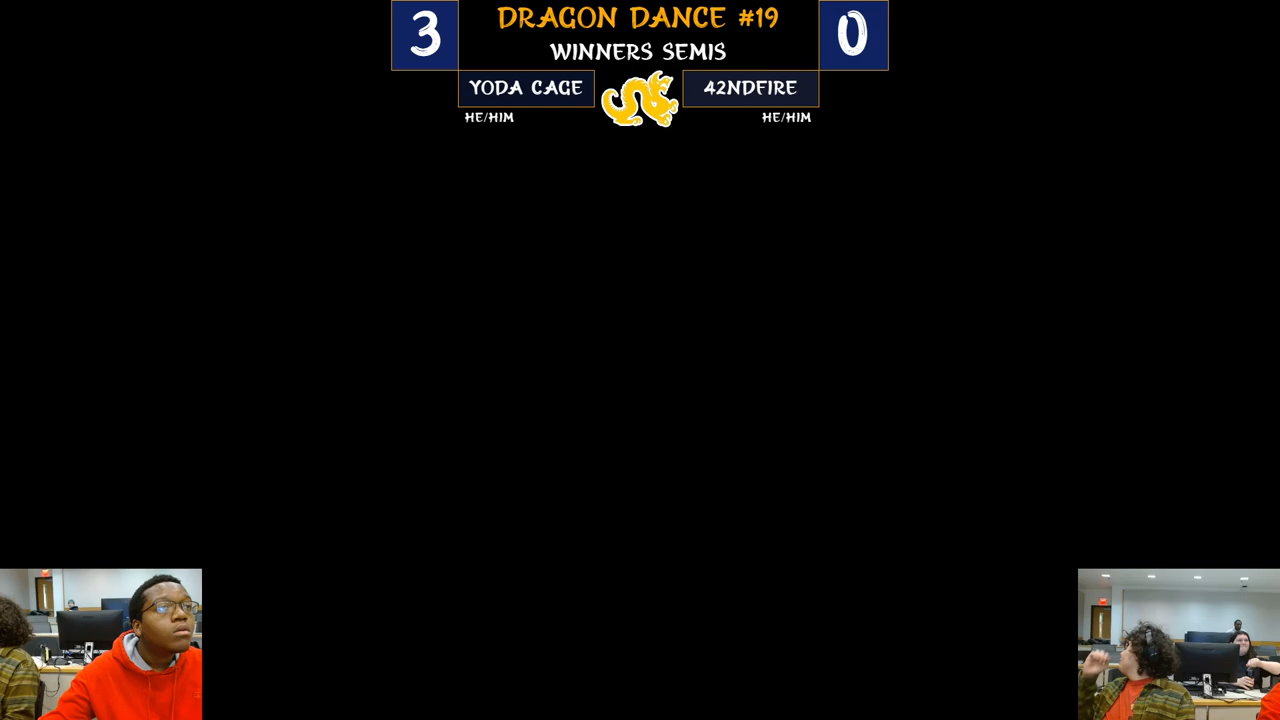 3
DRAGON DANCE #19
0
WINNERS SEMIS
YODA CAGE
42NDFIRE
HE/HIM
HE/HIM